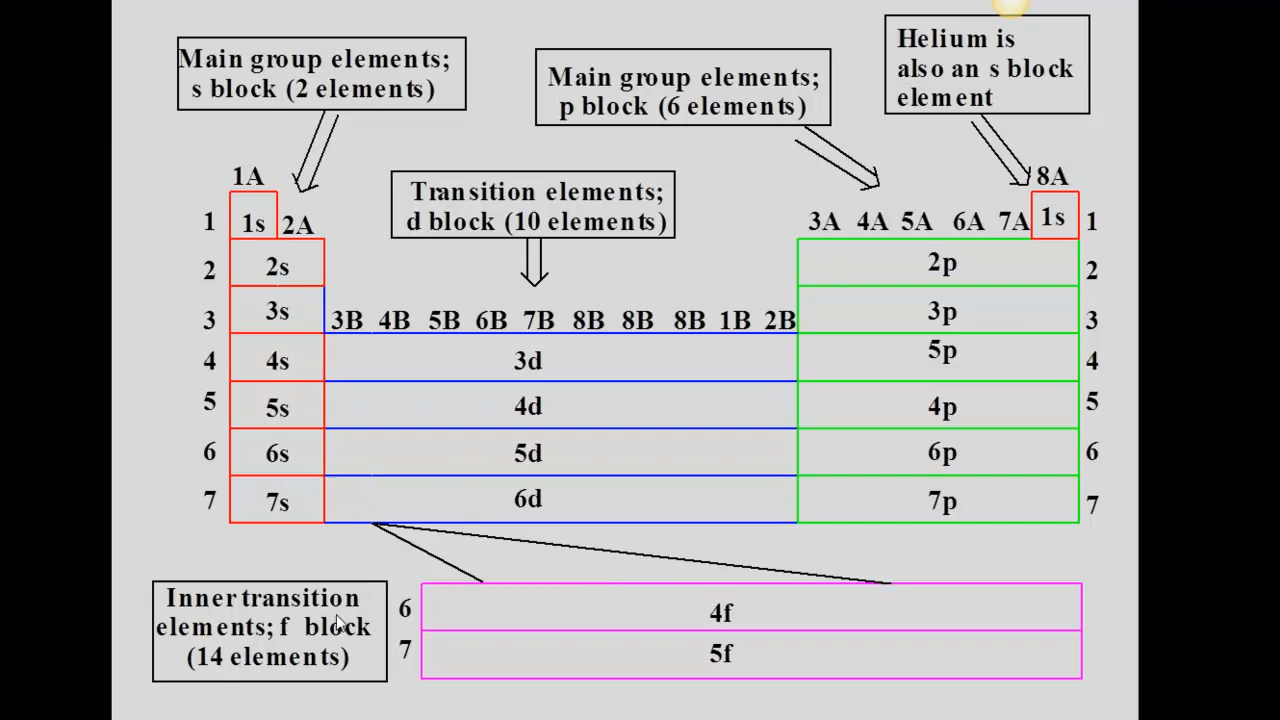 Main group elements;
s block (2 elements)
Main group elements;
p block (6 elements)
Helium is
also an s block
element
Transition elements;
d block (10 elements)
1A
8A
1 1s 2A 3A 4A 5A 6A 7A 1s 1
2 2s 2p 2
3 3s 3B 4B 5B 6B 7B 8B 8B 8B 1B 2B 3p 3
4 4s 3d 5p 4
5 5s 4d 4p 5
6 6s 5d 6p 6
7 7s 6d 7p 7
Inner transition
elements; f block
(14 elements)
6 4f
7 5f